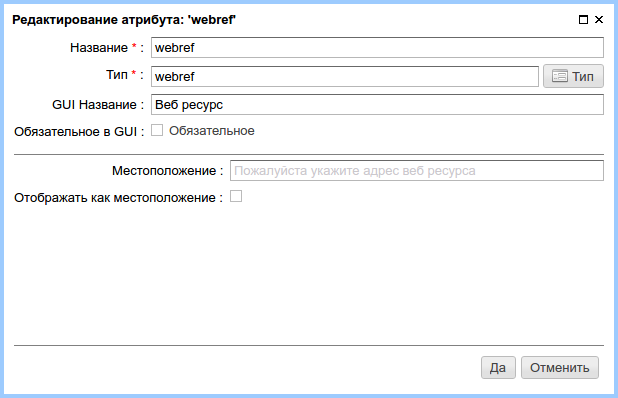 Редактирование атрибута: 'webref'
Название * : webref
Тип * : webref Тип
GUI Название : Веб ресурс
Обязательное в GUI : Обязательное
Местоположение : Пожалуйста укажите адрес веб ресурса
Отображать как местоположение :
Да Отменить